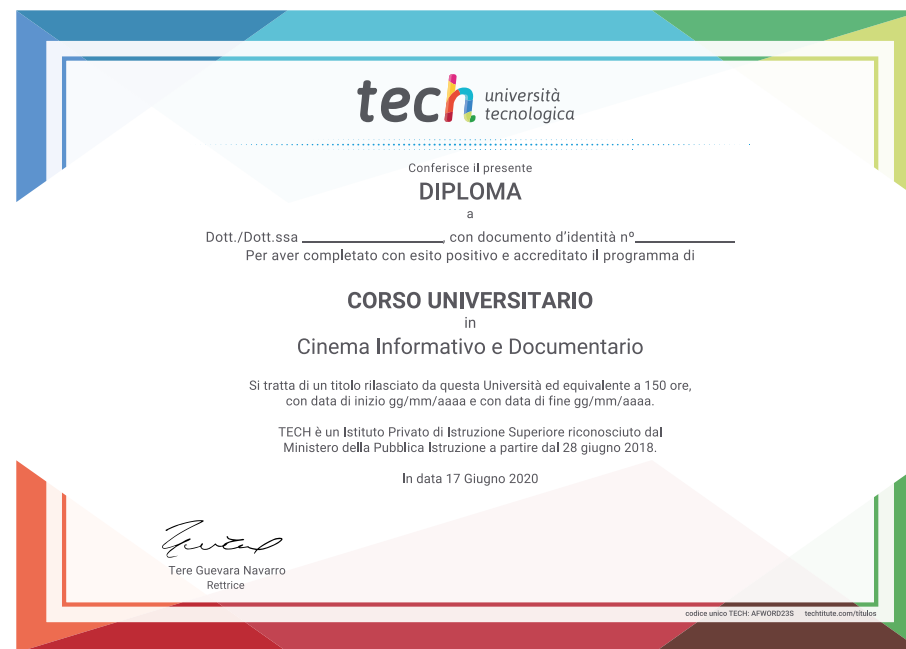 tech università
tecnologica
Conferisce il presente
DIPLOMA
a
Dott./Dott.ssa ____________________, con documento d'identità nº______________
Per aver completato con esito positivo e accreditato il programma di
CORSO UNIVERSITARIO
in
Cinema Informativo e Documentario
Si tratta di un titolo rilasciato da questa Università ed equivalente a 150 ore,
con data di inizio gg/mm/aaaa e con data di fine gg/mm/aaaa.
TECH è un Istituto Privato di Istruzione Superiore riconosciuto dal
Ministero della Pubblica Istruzione a partire dal 28 giugno 2018.
In data 17 Giugno 2020
Tere Guevara Navarro
Rettrice
codice unico TECH: AFWORD23S techtitute.com/titulos